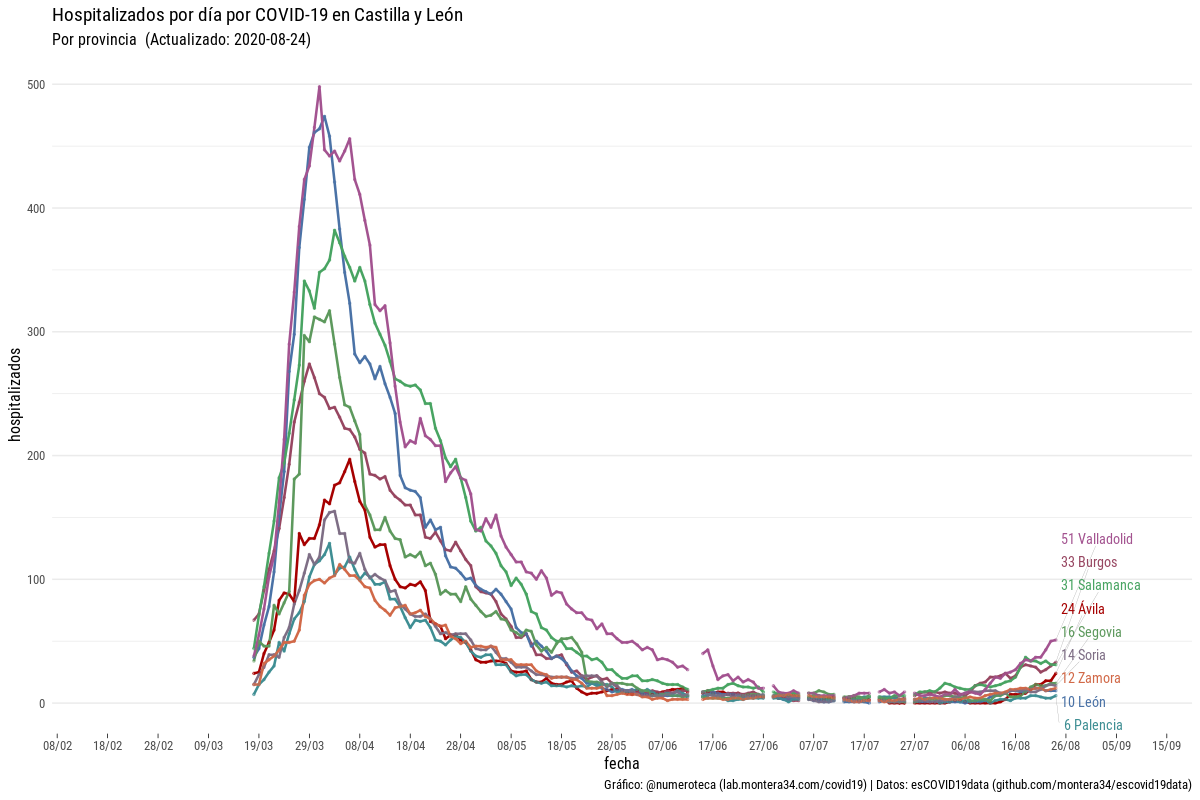 Hospitalizados por día por COVID-19 en Castilla y León
Por provincia (Actualizado: 2020-08-24)
hospitalizados
500
400
300
200
100
0
51 Valladolid
33 Burgos
31 Salamanca
24 Ávila
16 Segovia
14 Soria
12 Zamora
10 León
6 Palencia
08/02 18/02 28/02 09/03 19/03 29/03 08/04 18/04 28/04 08/05 18/05 28/05 07/06 17/06 27/06 07/07 17/07 27/07 06/08 16/08 26/08 05/09 15/09
fecha
Gráfico: @numeroteca (lab.montera34.com/covid19) | Datos: esCOVID19data (github.com/montera34/escovid19data)